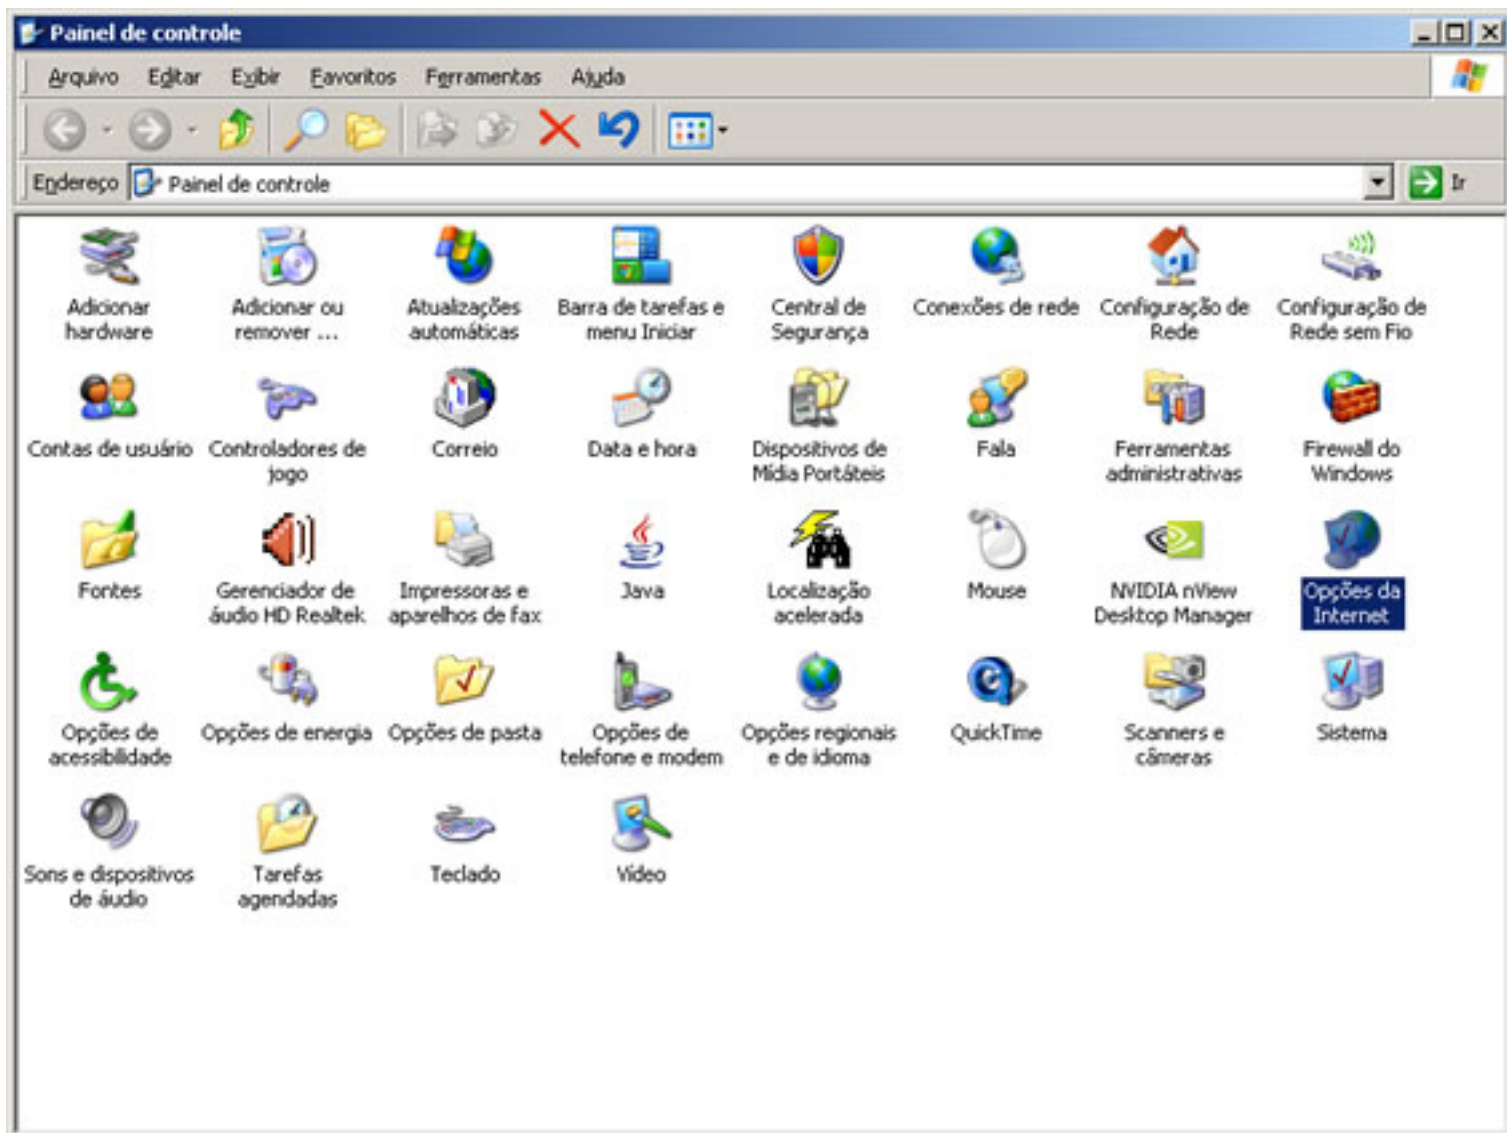 Painel de controle
Arquivo Editar Exibir Favoritos Ferramentas Ajuda
Endereço Painel de controle Ir
Adicionar hardware
Adicionar ou remover ...
Atualizações automáticas
Barra de tarefas e menu Iniciar
Central de Segurança
Conexões de rede
Configuração de Rede
Configuração de Rede sem Fio
Contas de usuário
Controladores de jogo
Correio
Data e hora
Dispositivos de Mídia Portáteis
Fala
Ferramentas administrativas
Firewall do Windows
Fontes
Gerenciador de áudio HD Realtek
Impressoras e aparelhos de fax
Java
Localização acelerada
Mouse
NVIDIA nView Desktop Manager
Opções da Internet
Opções de acessibilidade
Opções de energia
Opções de pasta
Opções de telefone e modem
Opções regionais e de idioma
QuickTime
Scanners e câmeras
Sistema
Sons e dispositivos de áudio
Tarefas agendadas
Teclado
Vídeo